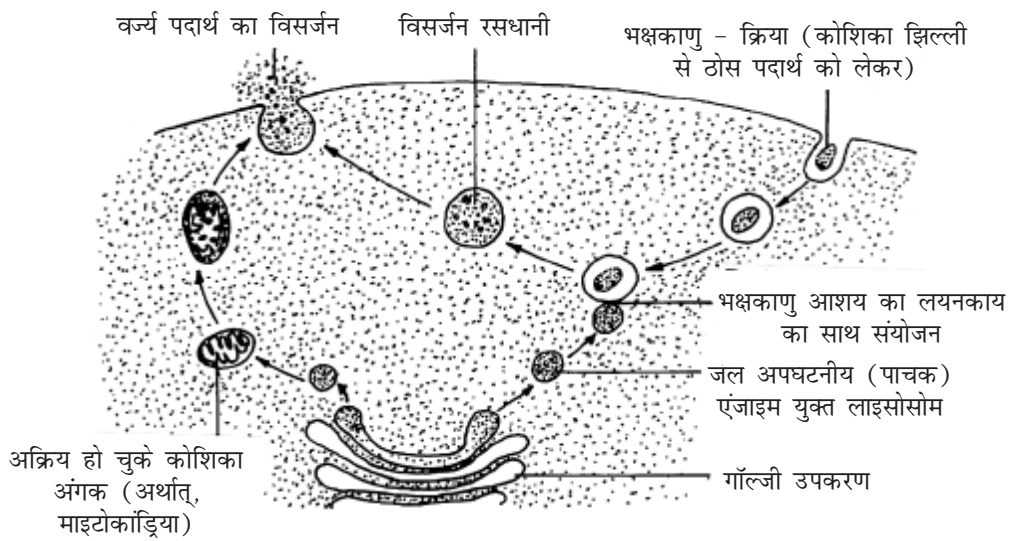 वर्ज्य पदार्थ का विसर्जन
विसर्जन रसधानी
भक्षकाणु – क्रिया (कोशिका झिल्ली
से ठोस पदार्थ को लेकर)
भक्षकाणु आशय का लयनकाय
का साथ संयोजन
जल अपघटनीय (पाचक)
एंजाइम युक्त लाइसोसोम
गॉल्जी उपकरण
अक्रिय हो चुके कोशिका
अंगक (अर्थात्,
माइटोकांड्रिया)